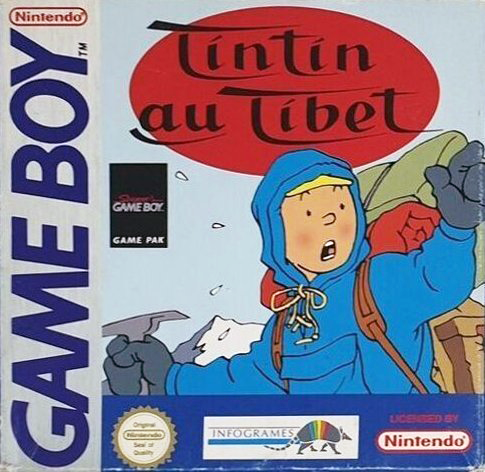 Nintendo®
GAME BOY™
Tintin
au Tibet
Super
GAME BOY
GAME PAK
Original
Nintendo
Seal of
Quality
INFOGRAMES
LICENSED BY
Nintendo®